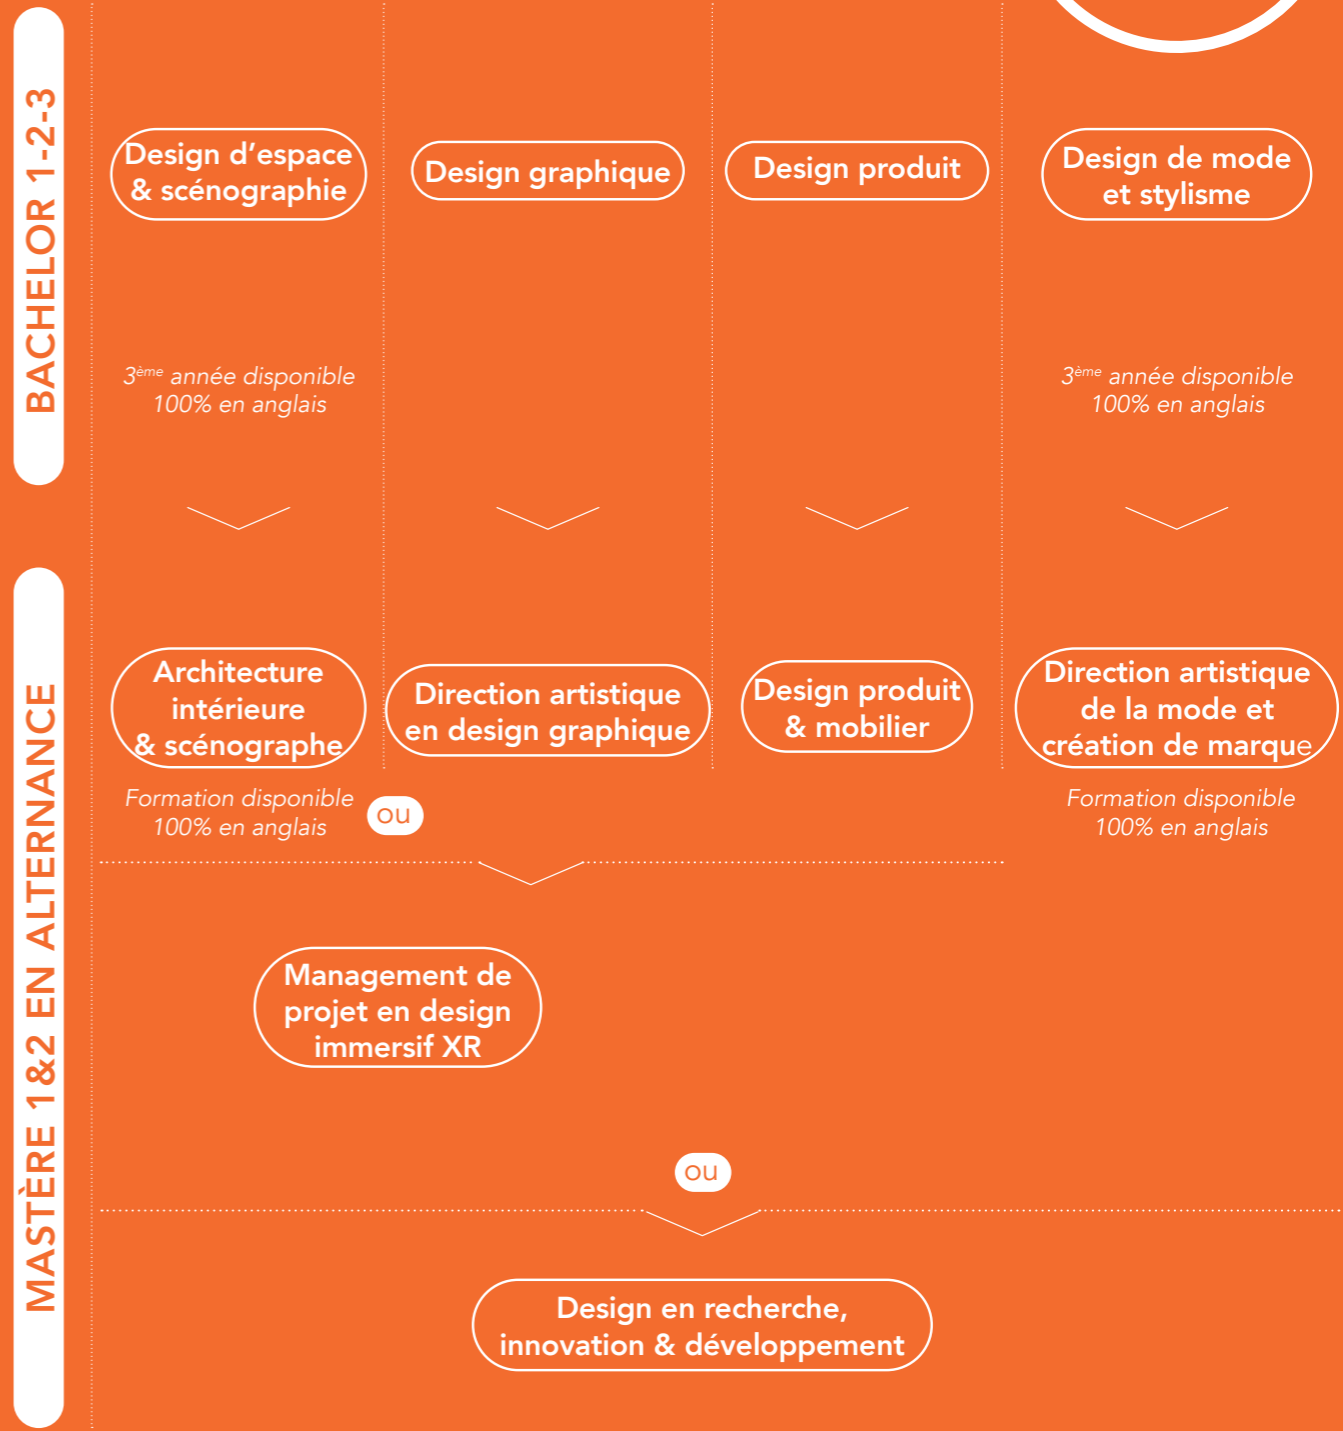 BACHELOR 1-2-3
Design d’espace
& scénographie
Design graphique
Design produit
Design de mode
et stylisme
3ème année disponible
100% en anglais
3ème année disponible
100% en anglais
MASTÈRE 1&2 EN ALTERNANCE
Architecture
intérieure
& scénographe
Direction artistique
en design graphique
Design produit
& mobilier
Direction artistique
de la mode et
création de marque
Formation disponible
100% en anglais
ou
Formation disponible
100% en anglais
Management de
projet en design
immersif XR
ou
Design en recherche,
innovation & développement